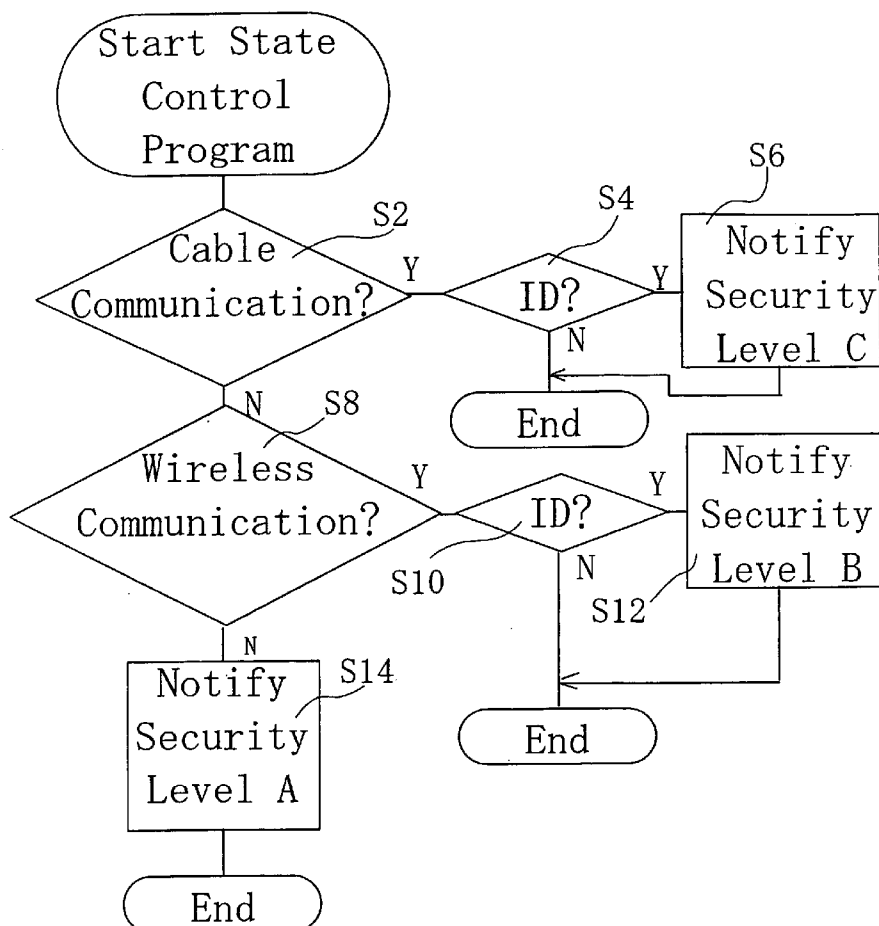 Start State
Control
Program
S2
Cable
Communication?
Y
N
S4
ID?
Y
N
S6
Notify
Security
Level C
End
S8
Wireless
Communication?
Y
N
ID?
S10
Y
N
Notify
Security
Level B
S12
End
Notify
Security
Level A
S14
End